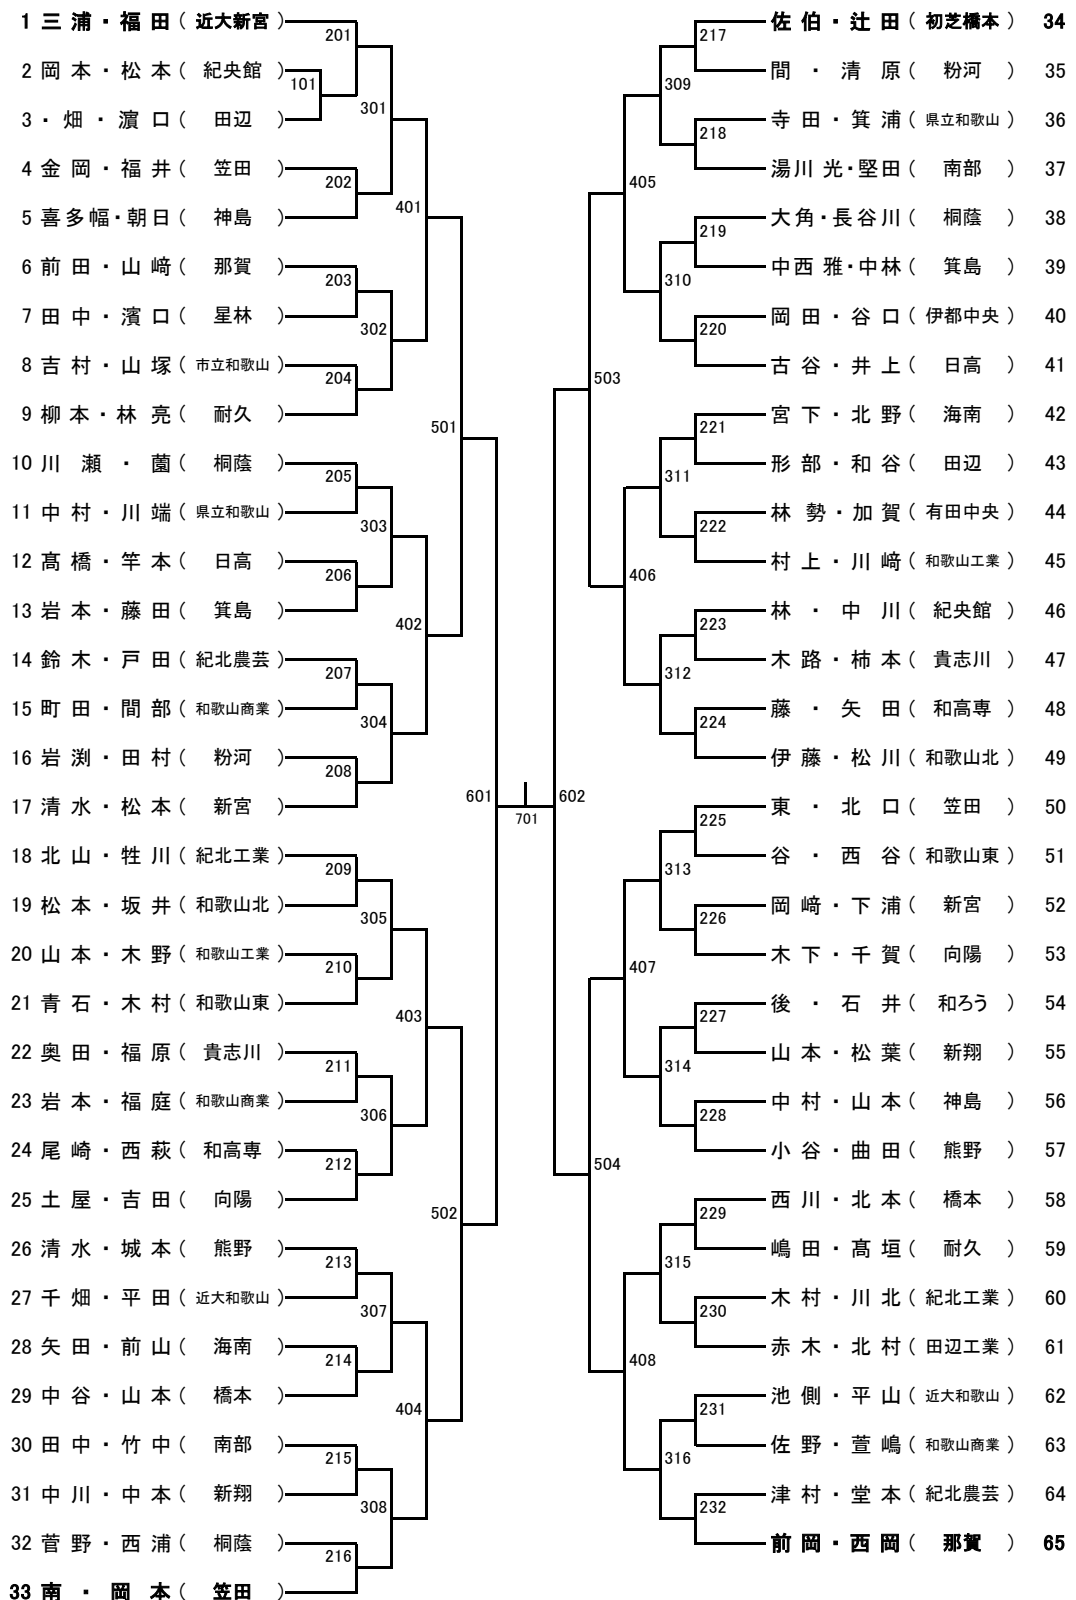 1 三浦・福田(近大新宮)
2 岡本・松本(紀央館)
3 ・畑・濵口(田辺)
4 金岡・福井(笠田)
5 喜多幅・朝日(神島)
6 前田・山﨑(那賀)
7 田中・濱口(星林)
8 吉村・山塚(市立和歌山)
9 柳本・林亮(耐久)
10 川瀬・薗(桐蔭)
11 中村・川端(県立和歌山)
12 髙橋・竿本(日高)
13 岩本・藤田(箕島)
14 鈴木・戸田(紀北農芸)
15 町田・間部(和歌山商業)
16 岩渕・田村(粉河)
17 清水・松本(新宮)
18 北山・牲川(紀北工業)
19 松本・坂井(和歌山北)
20 山本・木野(和歌山工業)
21 青石・木村(和歌山東)
22 奥田・福原(貴志川)
23 岩本・福庭(和歌山商業)
24 尾崎・西萩(和高専)
25 土屋・吉田(向陽)
26 清水・城本(熊野)
27 千畑・平田(近大和歌山)
28 矢田・前山(海南)
29 中谷・山本(橋本)
30 田中・竹中(南部)
31 中川・中本(新翔)
32 菅野・西浦(桐蔭)
33 南・岡本(笠田)
101
201
202
203
204
205
206
207
208
209
210
211
212
213
214
215
216
301
302
303
304
305
306
307
308
401
402
403
404
501
502
601
701
602
503
504
405
406
407
408
309
310
311
312
313
314
315
316
217
218
219
220
221
222
223
224
225
226
227
228
229
230
231
232
佐伯・辻田(初芝橋本) 34
間・清原(粉河) 35
寺田・箕浦(県立和歌山) 36
湯川光・堅田(南部) 37
大角・長谷川(桐蔭) 38
中西雅・中林(箕島) 39
岡田・谷口(伊都中央) 40
古谷・井上(日高) 41
宮下・北野(海南) 42
形部・和谷(田辺) 43
林勢・加賀(有田中央) 44
村上・川﨑(和歌山工業) 45
林・中川(紀央館) 46
木路・柿本(貴志川) 47
藤・矢田(和高専) 48
伊藤・松川(和歌山北) 49
東・北口(笠田) 50
谷・西谷(和歌山東) 51
岡﨑・下浦(新宮) 52
木下・千賀(向陽) 53
後・石井(和ろう) 54
山本・松葉(新翔) 55
中村・山本(神島) 56
小谷・曲田(熊野) 57
西川・北本(橋本) 58
嶋田・髙垣(耐久) 59
木村・川北(紀北工業) 60
赤木・北村(田辺工業) 61
池側・平山(近大和歌山) 62
佐野・萱嶋(和歌山商業) 63
津村・堂本(紀北農芸) 64
前岡・西岡(那賀) 65